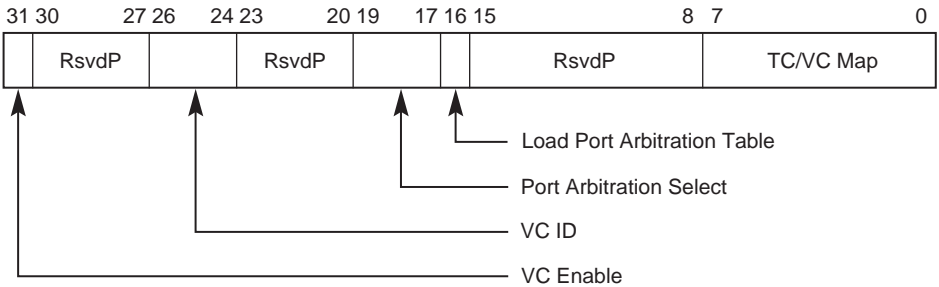 31 30 27 26 24 23 20 19 17 16 15 8 7 0
RsvdP RsvdP RsvdP TC/VC Map
Load Port Arbitration Table
Port Arbitration Select
VC ID
VC Enable